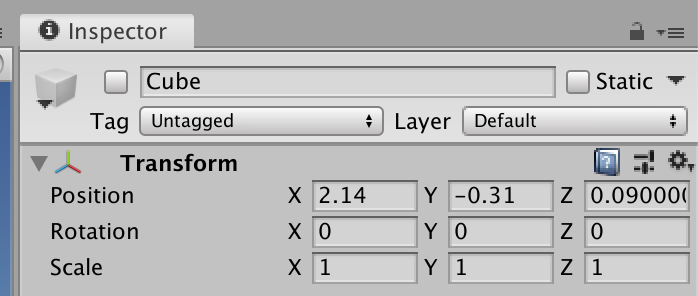 Inspector
Cube
Static
Tag Untagged Layer Default
Transform
Position X 2.14 Y -0.31 Z 0.090000
Rotation X 0 Y 0 Z 0
Scale X 1 Y 1 Z 1